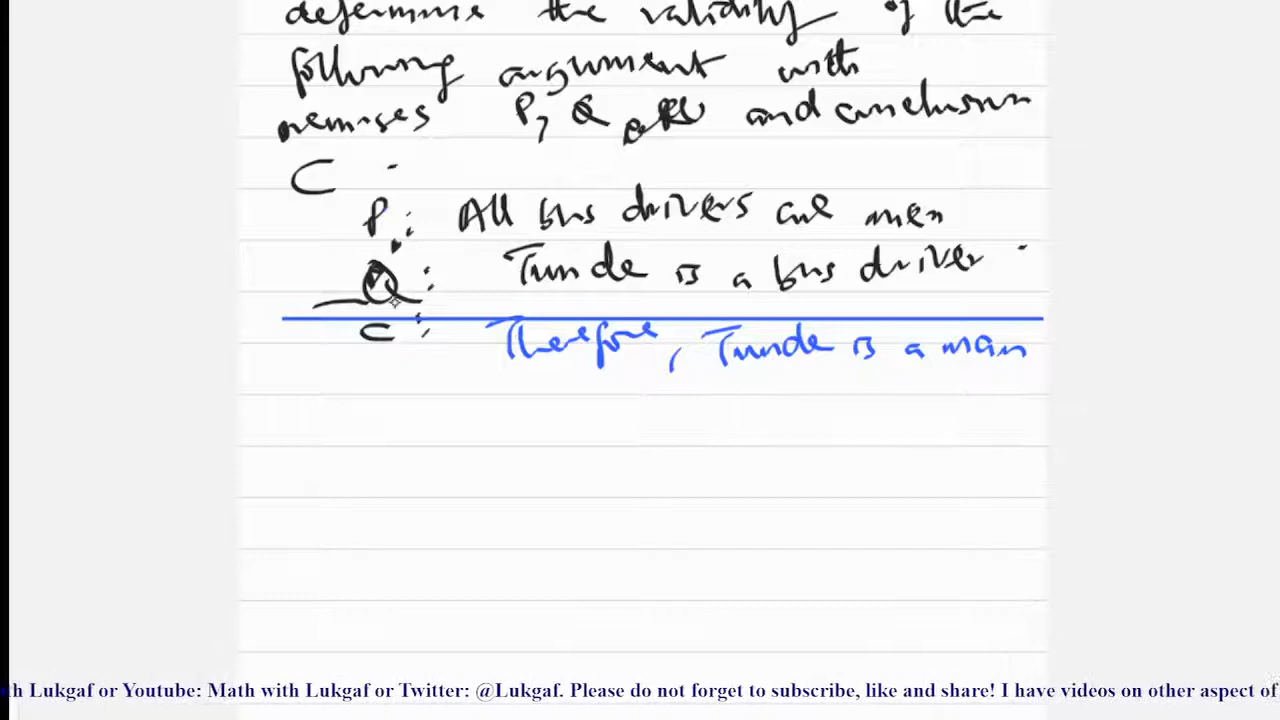 determine the validity of the
following argument with
premises P, Q and conclusion
C
P: All bus drivers are men
Q: Tunde is a bus driver
C: Therefore, Tunde is a man
th Lukgaf or Youtube: Math with Lukgaf or Twiter: @Lukgaf. Please do not forget to subscribe, like and share! I have videos on other aspect of